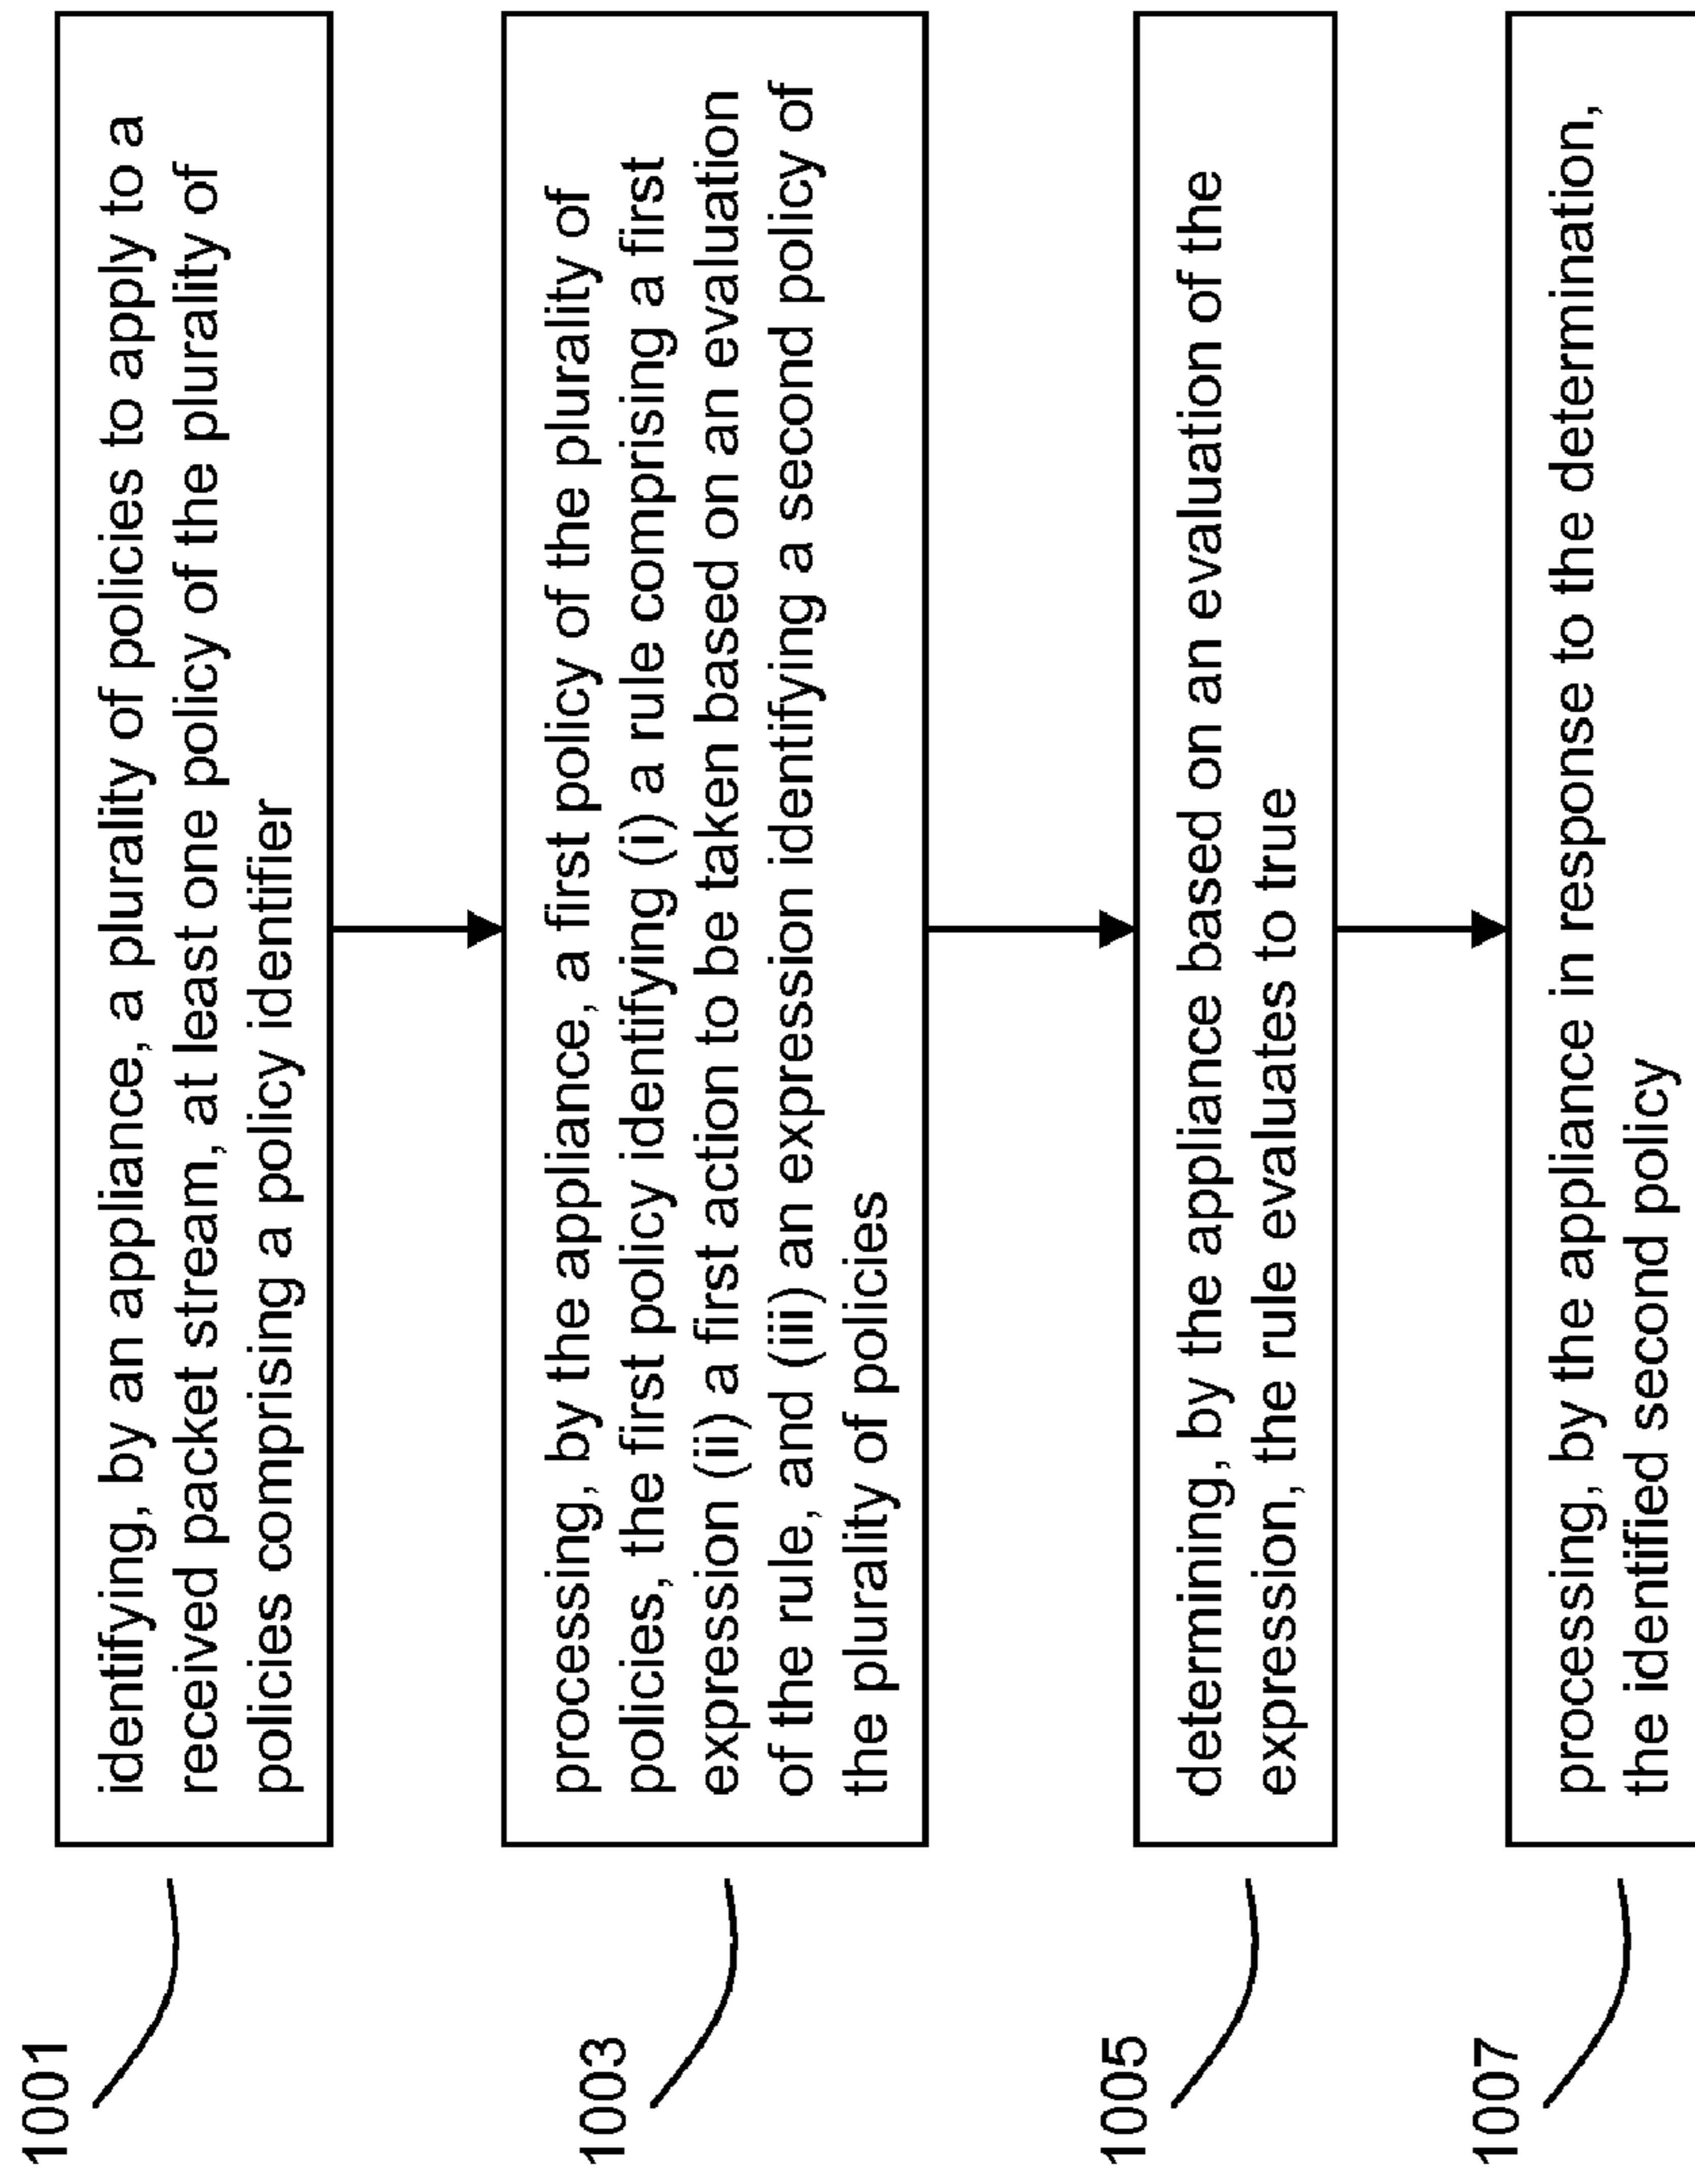 1001
identifying, by an appliance, a plurality of policies to apply to a
received packet stream, at least one policy of the plurality of
policies comprising a policy identifier
1003
processing, by the appliance, a first policy of the plurality of
policies, the first policy identifying (i) a rule comprising a first
expression (ii) a first action to be taken based on an evaluation
of the rule, and (iii) an expression identifying a second policy of
the plurality of policies
1005
determining, by the appliance based on an evaluation of the
expression, the rule evaluates to true
1007
processing, by the appliance in response to the determination,
the identified second policy